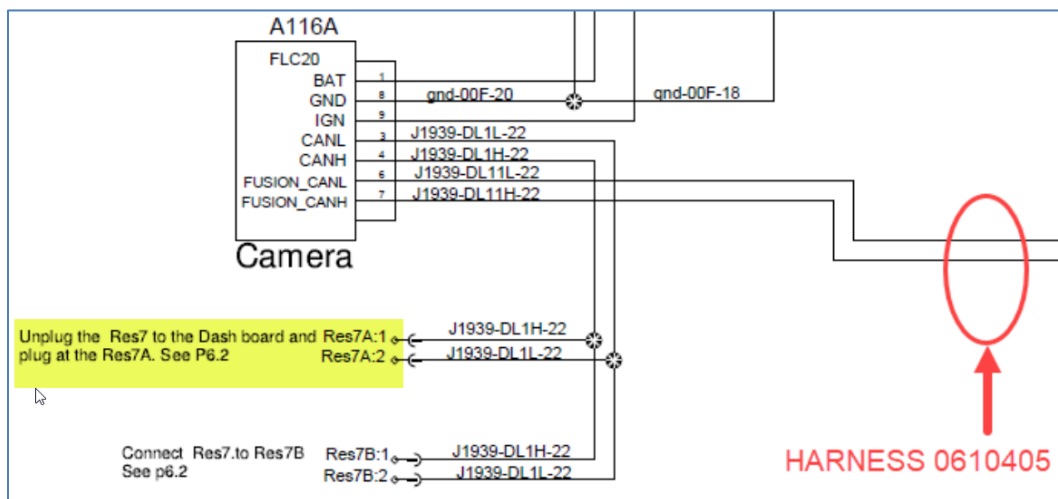 A116A
FLC20
BAT 1
GND 8 gnd-00F-20 gnd-00F-18
IGN 9
CANL 3 J1939-DL1L-22
CANH 4 J1939-DL1H-22
FUSION_CANL 6 J1939-DL11L-22
FUSION_CANH 7 J1939-DL11H-22
Camera
Unplug the Res7 to the Dash board and Res7A:1 J1939-DL1H-22
plug at the Res7A. See P6.2 Res7A:2 J1939-DL1L-22
Connect Res7.to Res7B Res7B:1 J1939-DL1H-22
See p6.2 Res7B:2 J1939-DL1L-22
HARNESS 0610405